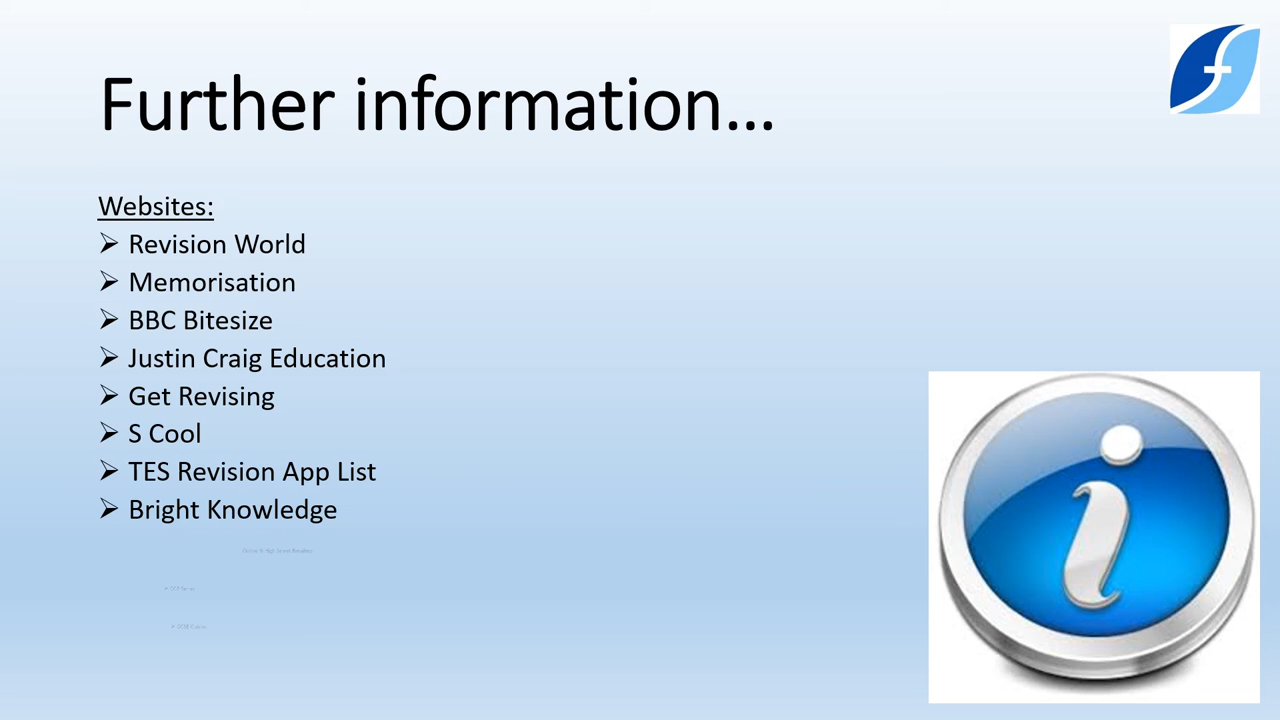 Further information...
Websites:
➢ Revision World
➢ Memorisation
➢ BBC Bitesize
➢ Justin Craig Education
➢ Get Revising
➢ S Cool
➢ TES Revision App List
➢ Bright Knowledge